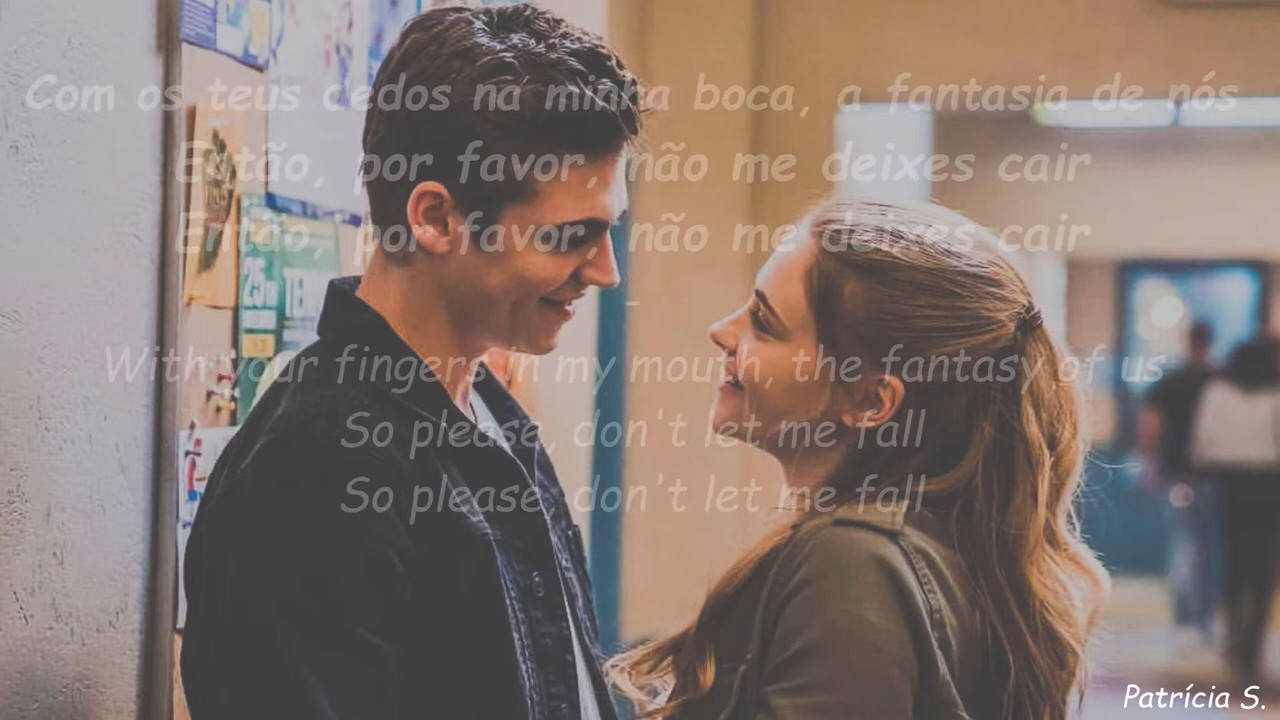 Com os teus dedos na minha boca, a fantasia de nós
Então, por favor, não me deixes cair
Então, por favor, não me deixes cair
With your fingers in my mouth, the fantasy of us
So please, don't let me fall
So please, don't let me fall
25
TE
Patrícia S.